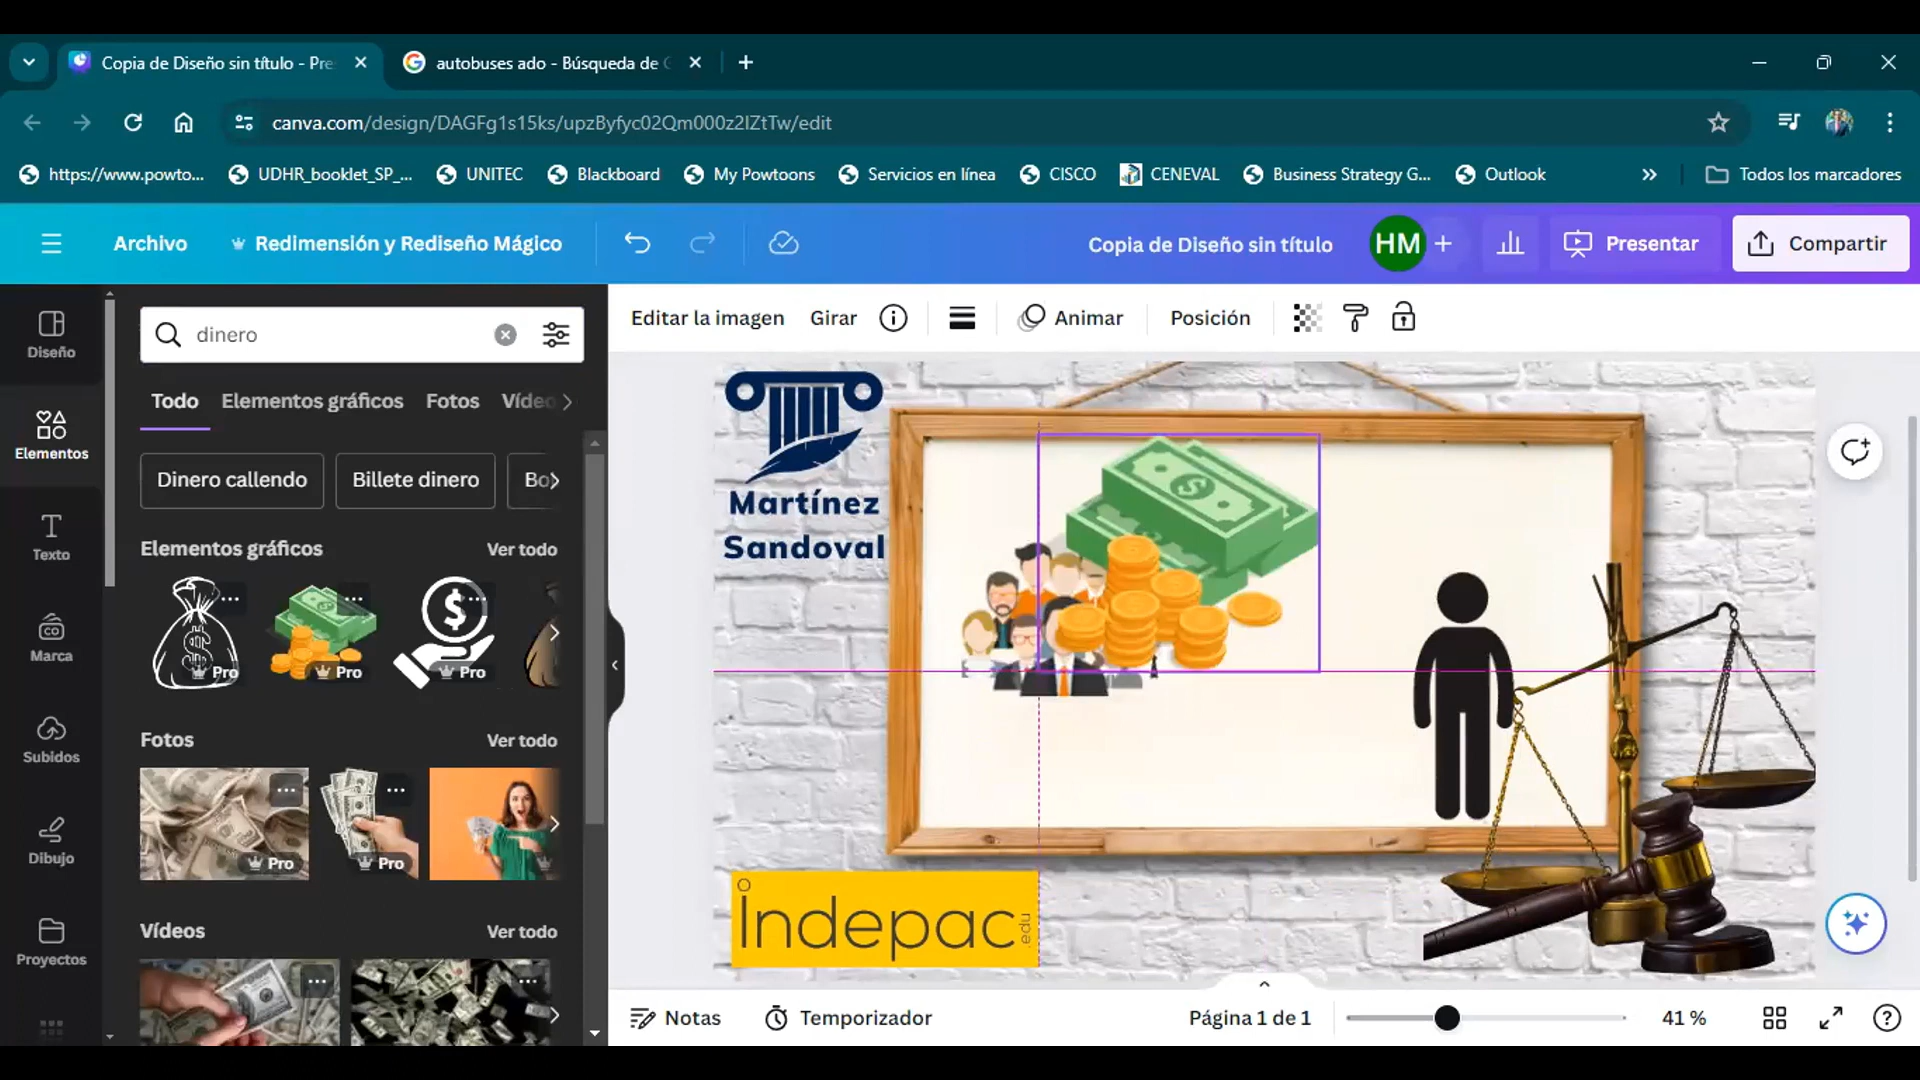 Copia de Diseño sin título - Pre
autobuses ado - Búsqueda de G
canva.com/design/DAGFg1s15ks/upzByfyc02Qm000z2lZtTw/edit
https://www.powto...
UDHR_booklet_SP_...
UNITEC
Blackboard
My Powtoons
Servicios en línea
CISCO
CENEVAL
Business Strategy G...
Outlook
Todos los marcadores
Archivo
Redimensión y Rediseño Mágico
Copia de Diseño sin título
HM
Presentar
Compartir
Diseño
Elementos
Texto
Marca
Subidos
Dibujo
Proyectos
dinero
Todo
Elementos gráficos
Fotos
Vídeo
Dinero callendo
Billete dinero
Bo
Elementos gráficos
Ver todo
Pro
Pro
Pro
Fotos
Ver todo
Pro
Pro
Vídeos
Ver todo
Editar la imagen
Girar
Animar
Posición
Martínez
Sandoval
Indepac
.edu
Notas
Temporizador
Página 1 de 1
41 %